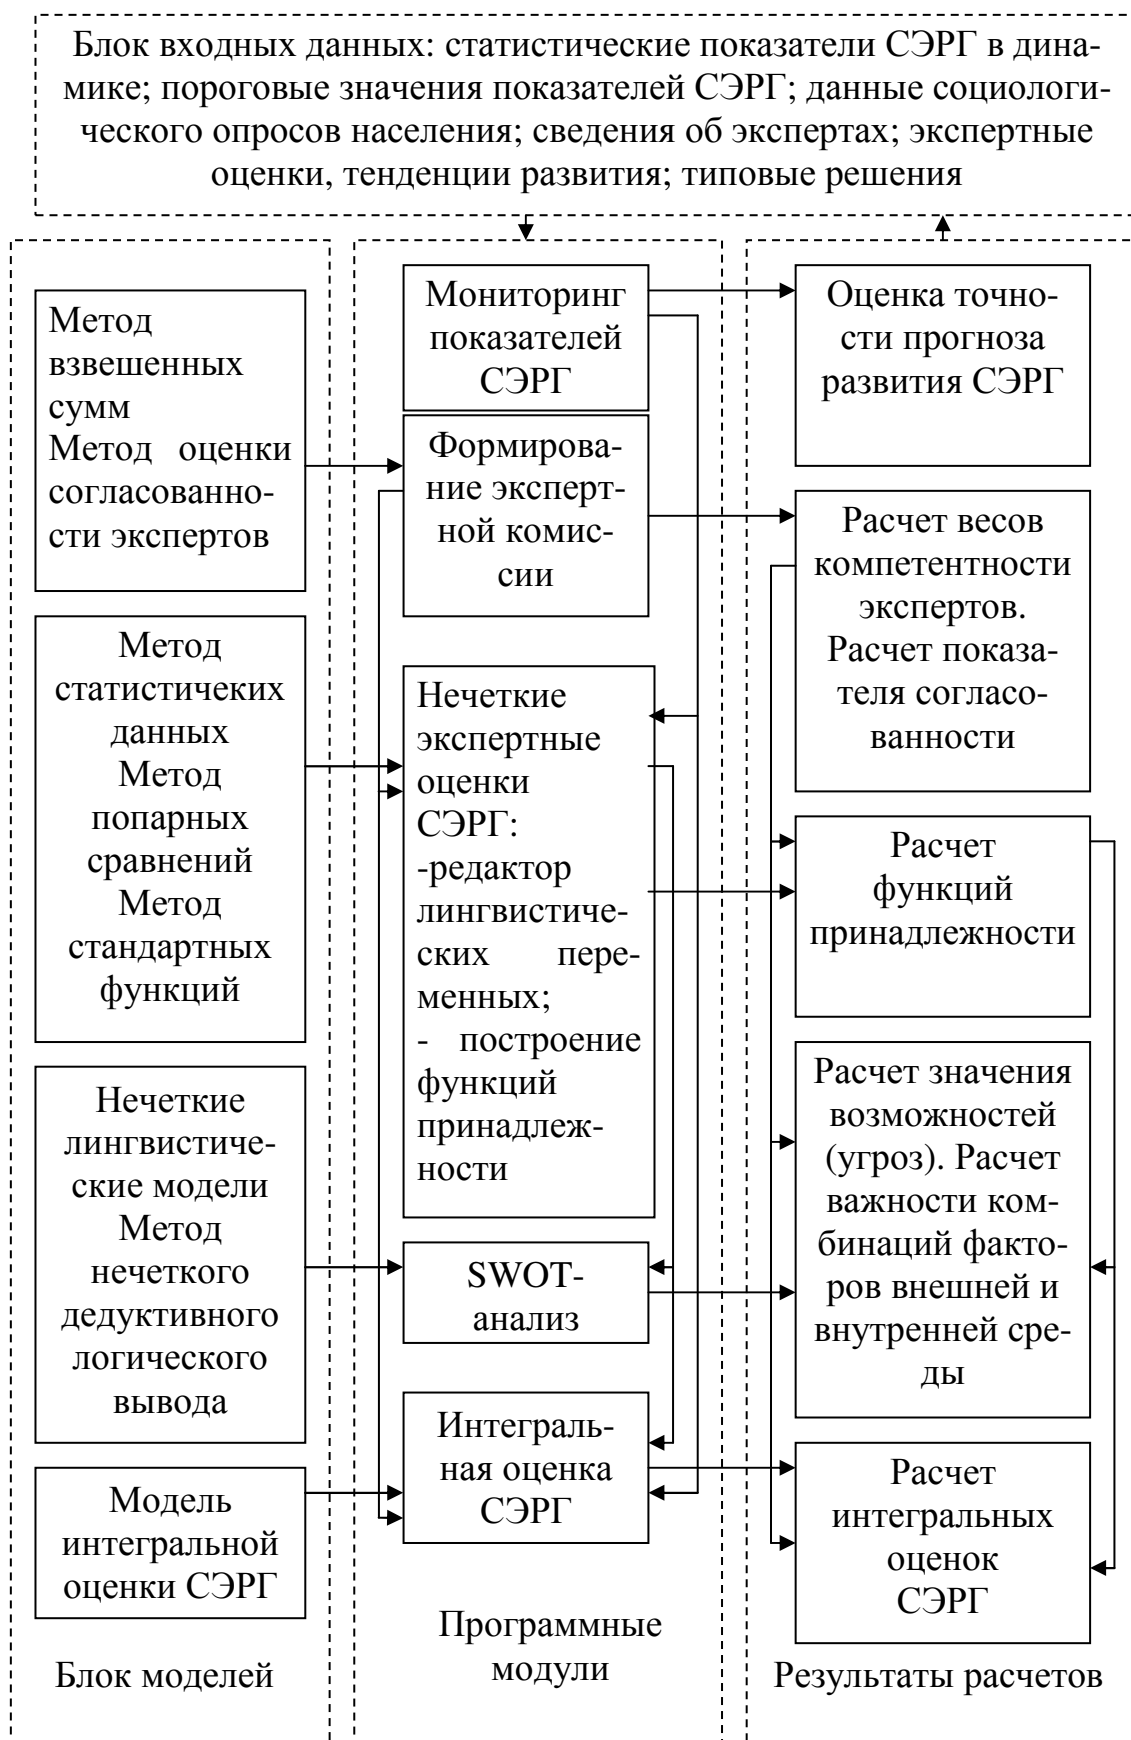 Блок входных данных: статистические показатели СЭРГ в дина-
мике; пороговые значения показателей СЭРГ; данные социологи-
ческого опросов населения; сведения об экспертах; экспертные
оценки, тенденции развития; типовые решения
Метод
взвешенных
сумм
Метод оценки
согласованно-
сти экспертов
Метод
статистичеких
данных
Метод
попарных
сравнений
Метод
стандартных
функций
Нечеткие
лингвистиче-
ские модели
Метод
нечеткого
дедуктивного
логического
вывода
Модель
интегральной
оценки СЭРГ
Блок моделей
Мониторинг
показателей
СЭРГ
Формирова-
ние эксперт-
ной комис-
сии
Нечеткие
экспертные
оценки
СЭРГ:
-редактор
лингвистиче-
ских пере-
менных;
- построение
функций
принадлеж-
ности
SWOT-
анализ
Интеграль-
ная оценка
СЭРГ
Программные
модули
Оценка точно-
сти прогноза
развития СЭРГ
Расчет весов
компетентности
экспертов.
Расчет показа-
теля согласо-
ванности
Расчет
функций
принадлежности
Расчет значения
возможностей
(угроз). Расчет
важности ком-
бинаций факто-
ров внешней и
внутренней сре-
ды
Расчет
интегральных
оценок
СЭРГ
Результаты расчетов